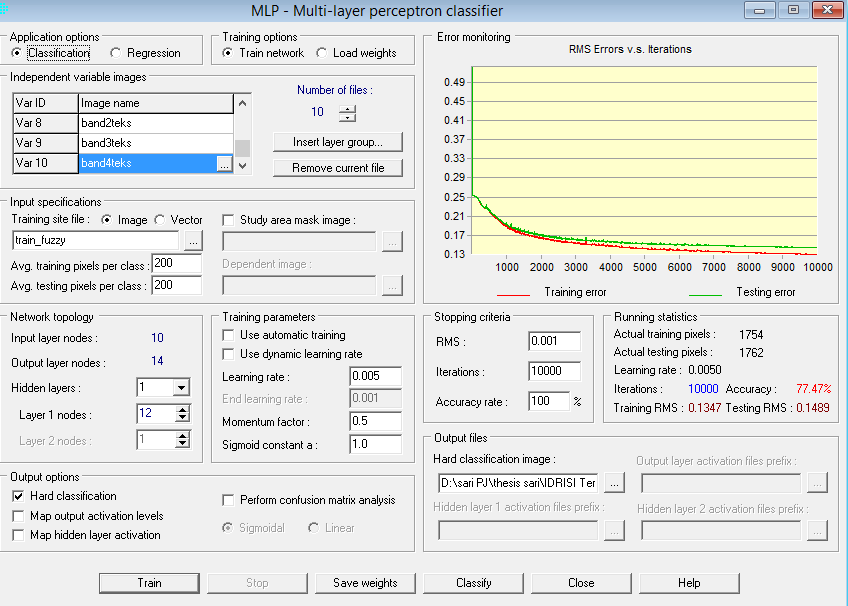 MLP - Multi-layer perceptron classifier
Application options
Classification
Regression
Training options
Train network
Load weights
Independent variable images
Var ID
Image name
Var 8
band2teks
Var 9
band3teks
Var 10
band4teks
...
Number of files :
10
Insert layer group...
Remove current file
Input specifications
Training site file :
Image
Vector
train_fuzzy
...
Avg. training pixels per class :
200
Avg. testing pixels per class :
200
Study area mask image :
...
Dependent image :
...
Network topology
Input layer nodes :
10
Output layer nodes :
14
Hidden layers :
1
Layer 1 nodes :
12
Layer 2 nodes :
1
Training parameters
Use automatic training
Use dynamic learning rate
Learning rate :
0.005
End learning rate :
0.001
Momentum factor :
0.5
Sigmoid constant a :
1.0
Output options
Hard classification
Map output activation levels
Map hidden layer activation
Perform confusion matrix analysis
Sigmoidal
Linear
Error monitoring
RMS Errors v.s. Iterations
0.49
0.45
0.41
0.37
0.33
0.29
0.25
0.21
0.17
0.13
1000 2000 3000 4000 5000 6000 7000 8000 9000 10000
Training error
Testing error
Stopping criteria
RMS :
0.001
Iterations :
10000
Accuracy rate :
100 %
Running statistics
Actual training pixels : 1754
Actual testing pixels : 1762
Learning rate : 0.0050
Iterations : 10000 Accuracy : 77.47%
Training RMS : 0.1347 Testing RMS : 0.1489
Output files
Hard classification image :
D:\sari PJ\thesis sari\IDRISI Ter
...
Output layer activation files prefix :
...
Hidden layer 1 activation files prefix :
...
Hidden layer 2 activation files prefix :
...
Train
Stop
Save weights
Classify
Close
Help